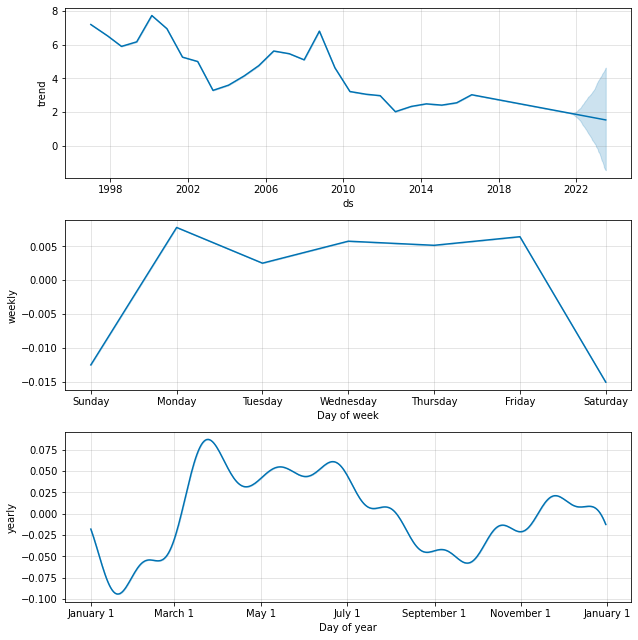 8
6
4
2
0
trend
1998 2002 2006 2010 2014 2018 2022
ds
0.005
0.000
−0.005
−0.010
−0.015
weekly
Sunday Monday Tuesday Wednesday Thursday Friday Saturday
Day of week
0.075
0.050
0.025
0.000
−0.025
−0.050
−0.075
−0.100
yearly
January 1 March 1 May 1 July 1 September 1 November 1 January 1
Day of year